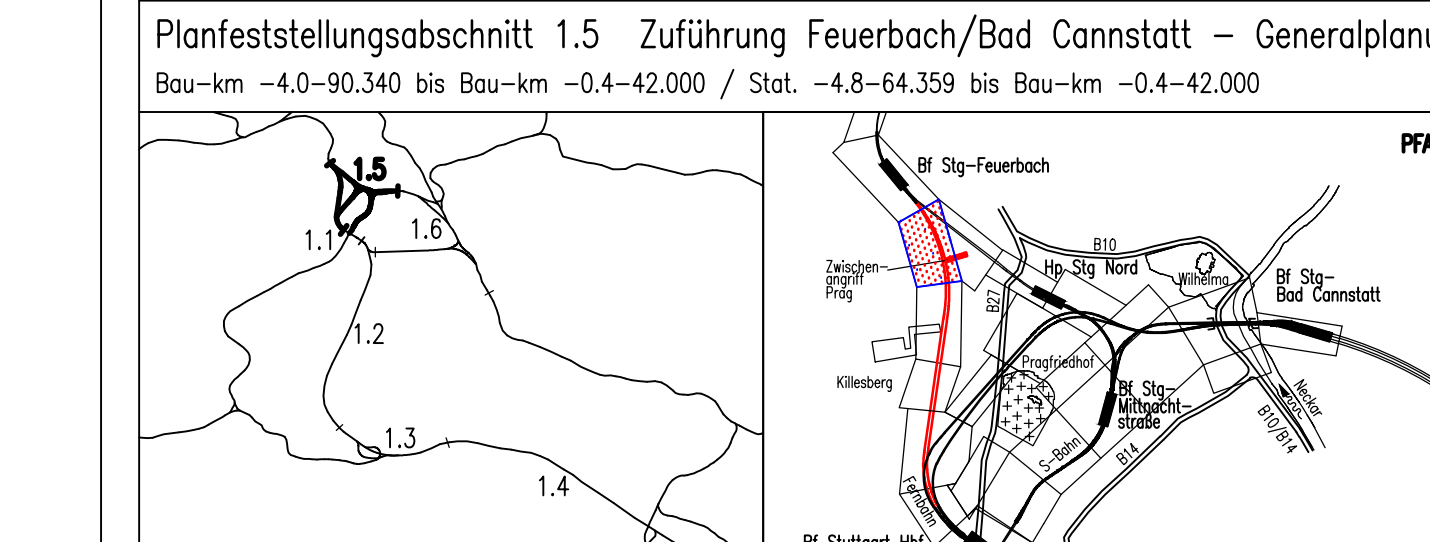 Planfeststellungsabschnitt 1.5 Zuführung Feuerbach/Bad Cannstatt –
Bau-km -4.0-90.340 bis Bau-km -0.4-42.000 / Stat. -4.8-64.359 bis Bau-km -0.4-42.000
1.5
1.6
1.1
1.2
1.3
1.4
Bf Stg-Feuerbach
B10
Hp Stg Nord
Wilhelma
Bf Stg-
Bad Cannstatt
Zwischen-
angriff
Prag
B27
Pragfriedhof
Killesberg
Bf Stg-
Mittnacht-
straße
Neckar
B10/B14
S-Bahn
B14
Fernbahn
Bf Stuttgart Hbf